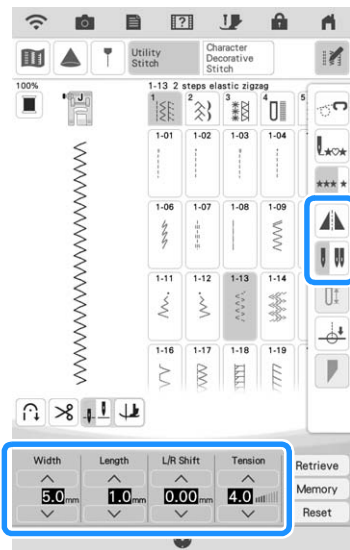 Utility
Stitch
Character
Decorative
Stitch
100%
1-13 2 steps elastic zigzag
J
1 2 3 4 5
1-01 1-02 1-03 1-04
1-06 1-07 1-08 1-09
1-11 1-12 1-13 1-14
1-16 1-17 1-18 1-19
Width Length L/R Shift Tension
5.0mm 1.0mm 0.00mm 4.0
Retrieve
Memory
Reset